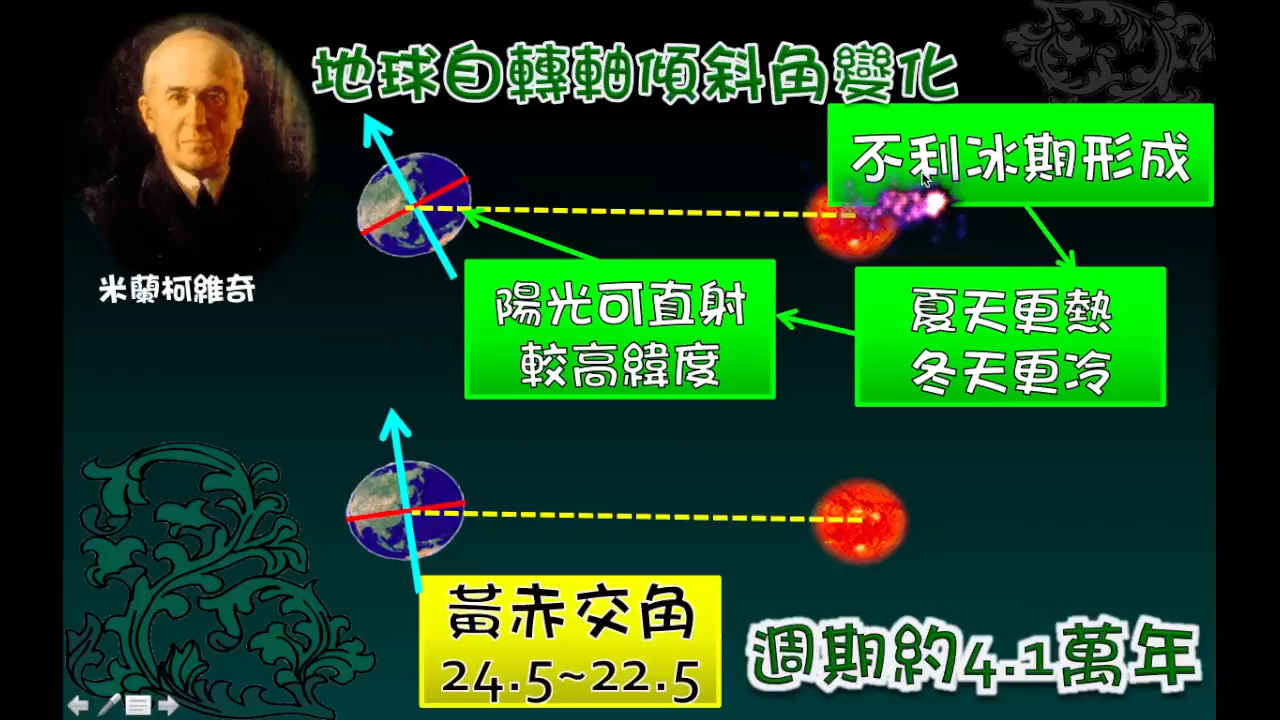 地球自轉軸傾斜角變化
不利冰期形成
米蘭柯維奇
陽光可直射
較高緯度
夏天更熱
冬天更冷
黃赤交角
24.5~22.5
週期約4.1萬年